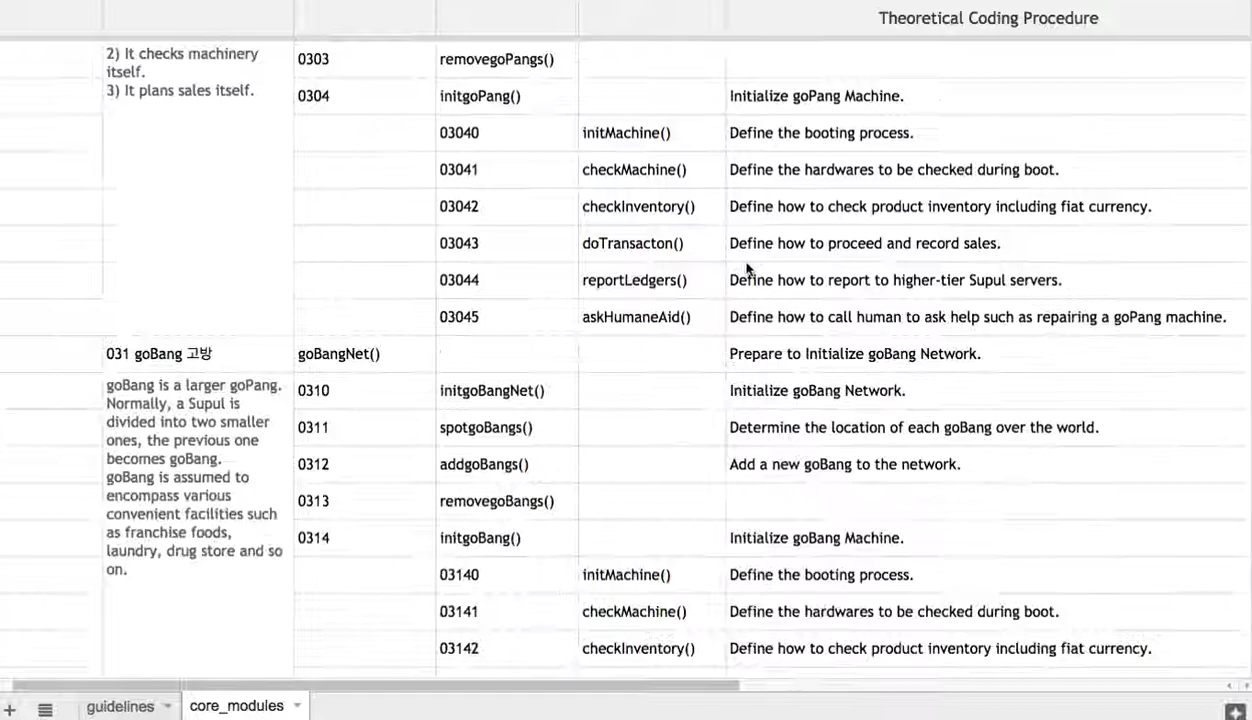 Theoretical Coding Procedure
2) It checks machinery
itself.
3) It plans sales itself.
0303 removegoPangs()
0304 initgoPang() Initialize goPang Machine.
03040 initMachine() Define the booting process.
03041 checkMachine() Define the hardwares to be checked during boot.
03042 checkInventory() Define how to check product inventory including fiat currency.
03043 doTransacton() Define how to proceed and record sales.
03044 reportLedgers() Define how to report to higher-tier Supul servers.
03045 askHumaneAid() Define how to call human to ask help such as repairing a goPang machine.
031 goBang 고방 goBangNet() Prepare to Initialize goBang Network.
goBang is a larger goPang.
Normally, a Supul is
divided into two smaller
ones, the previous one
becomes goBang.
goBang is assumed to
encompass various
convenient facilities such
as franchise foods,
laundry, drug store and so
on.
0310 initgoBangNet() Initialize goBang Network.
0311 spotgoBangs() Determine the location of each goBang over the world.
0312 addgoBangs() Add a new goBang to the network.
0313 removegoBangs()
0314 initgoBang() Initialize goBang Machine.
03140 initMachine() Define the booting process.
03141 checkMachine() Define the hardwares to be checked during boot.
03142 checkInventory() Define how to check product inventory including fiat currency.
guidelines core_modules